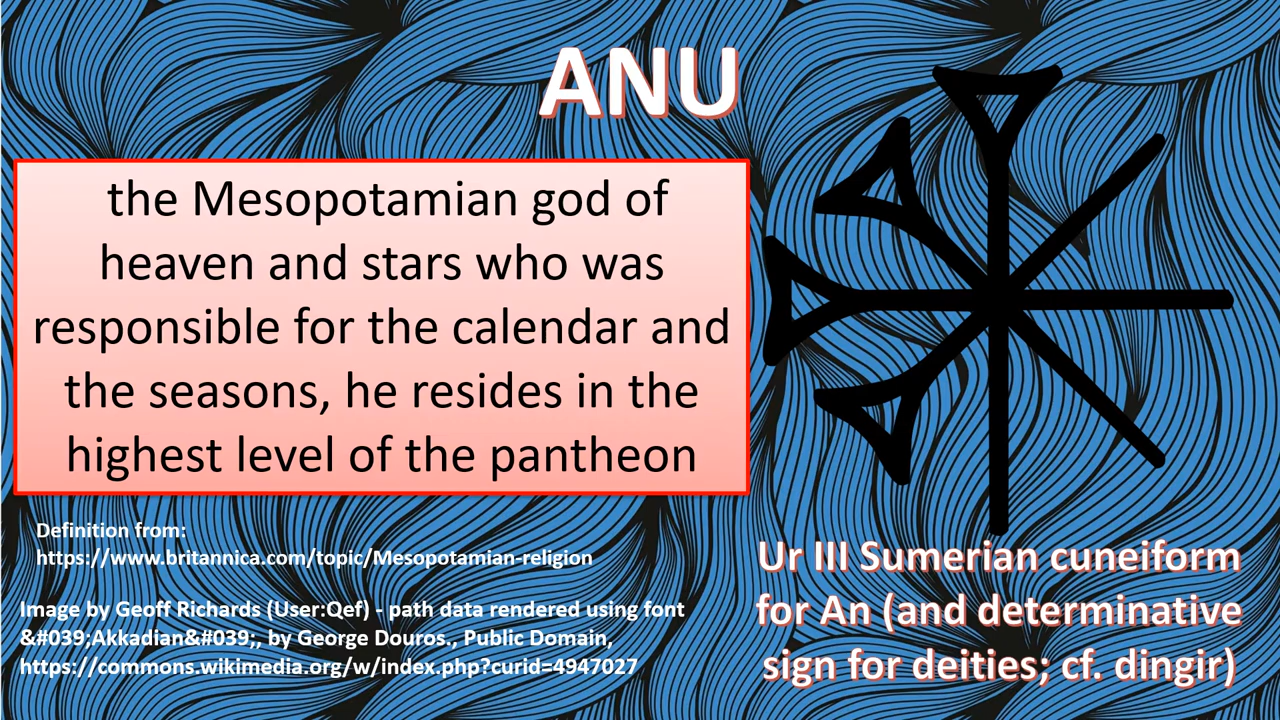 ANU
the Mesopotamian god of
heaven and stars who was
responsible for the calendar and
the seasons, he resides in the
highest level of the pantheon
Definition from:
https://www.britannica.com/topic/Mesopotamian-religion
Image by Geoff Richards (User:Qef) - path data rendered using font
&#039;Akkadian&#039;, by George Douros., Public Domain,
https://commons.wikimedia.org/w/index.php?curid=4947027
𒀭
Ur III Sumerian cuneiform
for An (and determinative
sign for deities; cf. dingir)